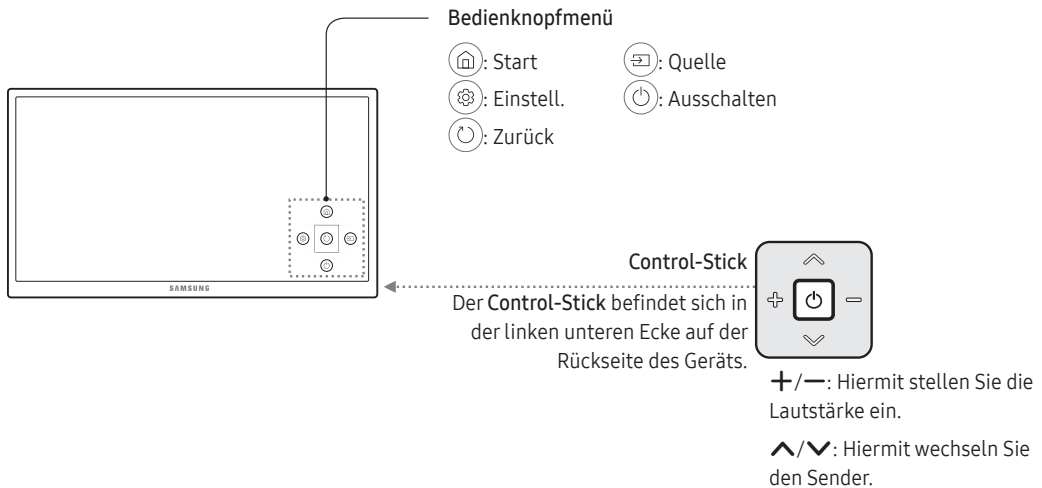 Bedienknopfmenü
: Start
: Quelle
: Einstell.
: Ausschalten
: Zurück
SAMSUNG
Control-Stick
Der Control-Stick befindet sich in
der linken unteren Ecke auf der
Rückseite des Geräts.
+/−: Hiermit stellen Sie die
Lautstärke ein.
∧/∨: Hiermit wechseln Sie
den Sender.